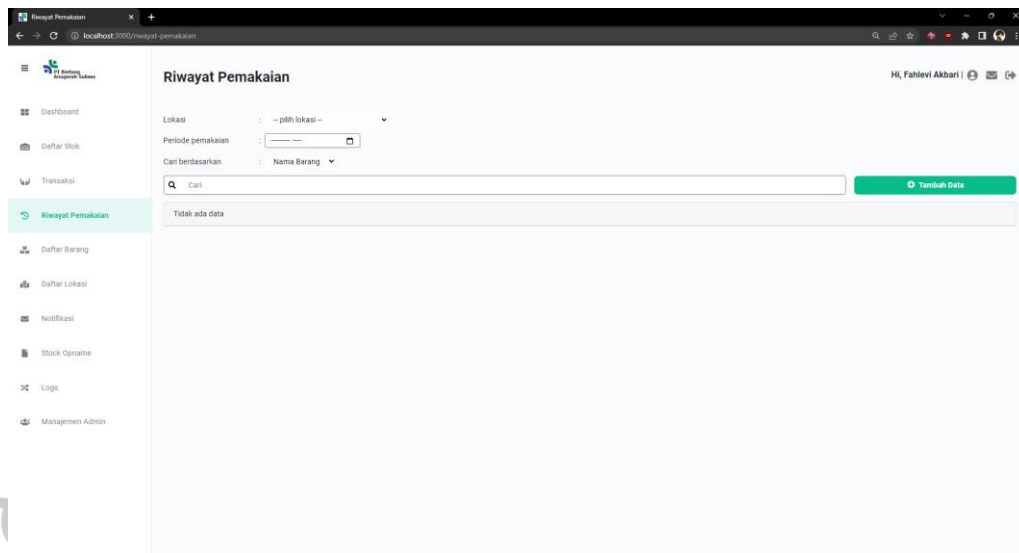 Riwayat Pemakaian
localhost:3000/riwayat-pemakaian
PT Bintang
Anugerah Sukses
Riwayat Pemakaian
Hi, Fahlevi Akbari |
Dashboard
Daftar Stok
Transaksi
Riwayat Pemakaian
Daftar Barang
Daftar Lokasi
Notifikasi
Stock Opname
Logs
Manajemen Admin
Lokasi : -- pilih lokasi --
Periode pemakaian : -------- ----
Cari berdasarkan : Nama Barang
Cari
Tambah Data
Tidak ada data